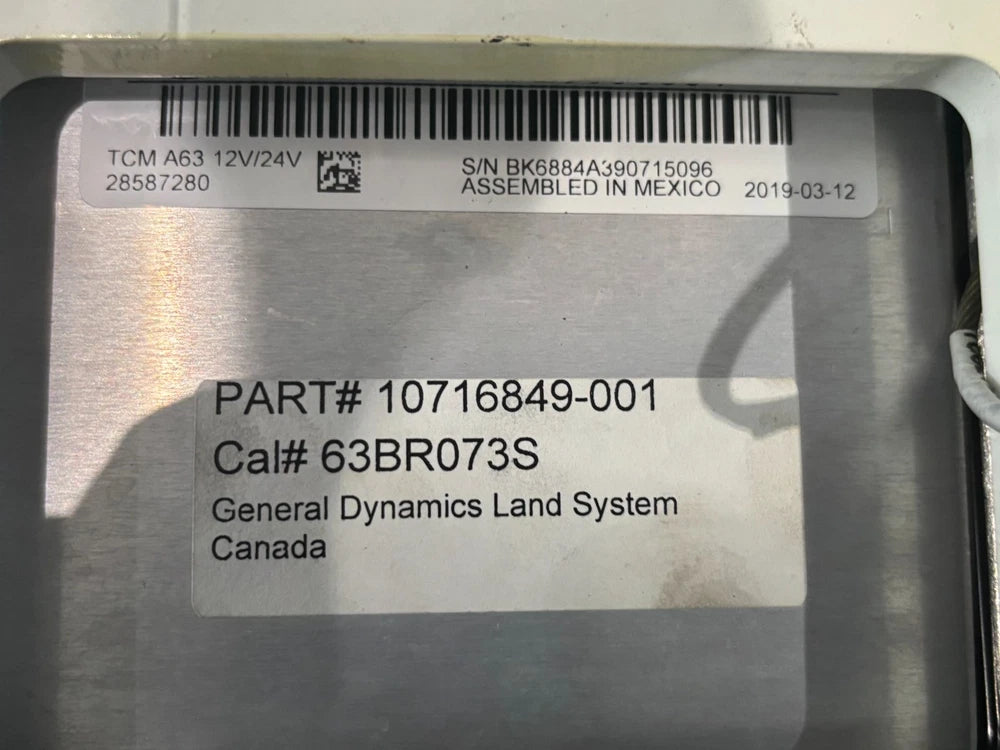 TCM A63 12V/24V
28587280
S/N BK6884A390715096
ASSEMBLED IN MEXICO 2019-03-12
PART# 10716849-001
Cal# 63BR073S
General Dynamics Land System
Canada